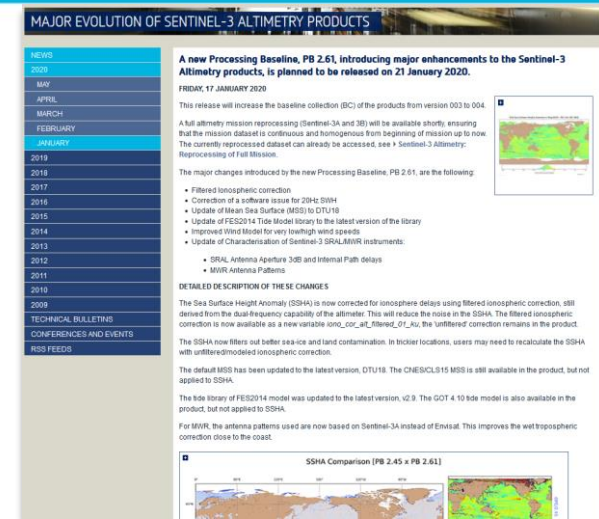 MAJOR EVOLUTION OF SENTINEL-3 ALTIMETRY PRODUCTS
NEWS
2020
MAY
APRIL
MARCH
FEBRUARY
JANUARY
2019
2018
2017
2016
2015
2014
2013
2012
2011
2010
2009
TECHNICAL BULLETINS
CONFERENCES AND EVENTS
RSS FEEDS
A new Processing Baseline, PB 2.61, introducing major enhancements to the Sentinel-3
Altimetry products, is planned to be released on 21 January 2020.
FRIDAY, 17 JANUARY 2020
This release will increase the baseline collection (BC) of the products from version 003 to 004.
A full altimetry mission reprocessing (Sentinel-3A and 3B) will be available shortly, ensuring
that the mission dataset is continuous and homogenous from beginning of mission up to now.
The currently reprocessed dataset can already be accessed, see Sentinel-3 Altimetry:
Reprocessing of Full Mission.
The major changes introduced by the new Processing Baseline, PB 2.61, are the following:
• Filtered Ionospheric correction
• Correction of a software issue for 20Hz SWH
• Update of Mean Sea Surface (MSS) to DTU18
• Update of FES2014 Tide Model library to the latest version of the library
• Improved Wind Model for very low/high wind speeds
• Update of Characterisation of Sentinel-3 SRAL/MWR instruments:
• SRAL Antenna Aperture 3dB and Internal Path delays
• MWR Antenna Patterns
DETAILED DESCRIPTION OF THESE CHANGES
The Sea Surface Height Anomaly (SSHA) is now corrected for ionosphere delays using filtered ionospheric correction, still
derived from the dual-frequency capability of the altimeter. This will reduce the noise in the SSHA. The filtered ionospheric
correction is now available as a new variable iono_cor_alt_filtered_01_ku, the 'unfiltered' correction remains in the product.
The SSHA now filters out better sea-ice and land contamination. In trickier locations, users may need to recalculate the SSHA
with unfiltered/modeled ionospheric correction.
The default MSS has been updated to the latest version, DTU18. The CNES/CLS15 MSS is still available in the product, but not
applied to SSHA.
The tide library of FES2014 model was updated to the latest version, v2.9. The GOT 4.10 tide model is also available in the
product, but not applied to SSHA.
For MWR, the antenna patterns used are now based on Sentinel-3A instead of Envisat. This improves the wet tropospheric
correction close to the coast.
SSHA Comparison [PB 2.45 x PB 2.61]